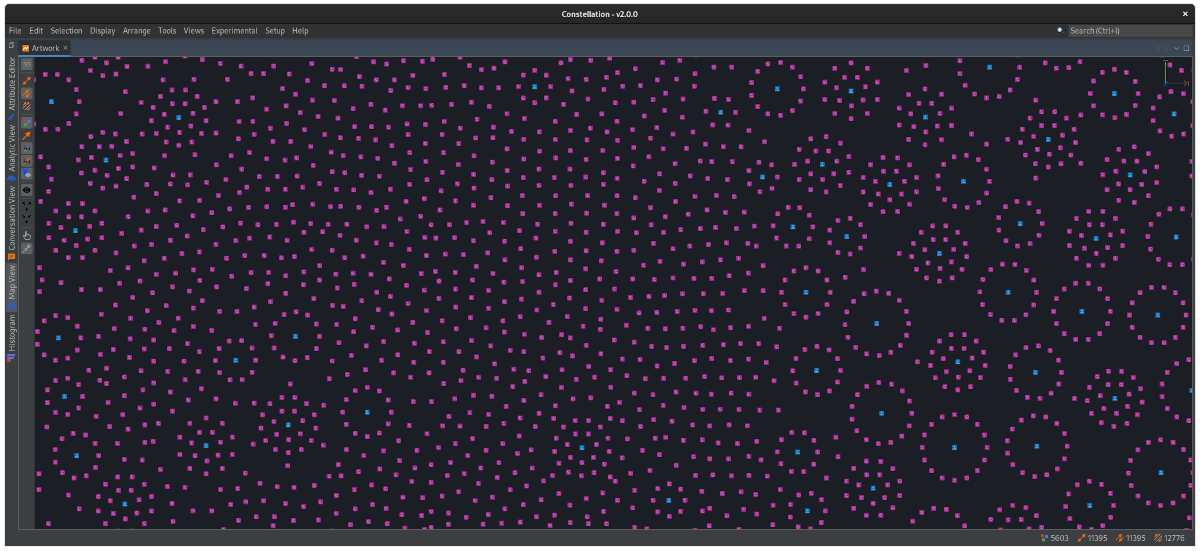 Constellation - v2.0.0
File Edit Selection Display Arrange Tools Views Experimental Setup Help
Search (Ctrl+I)
Artwork
Attribute Editor
Analytic View
Conversation View
Map View
Histogram
3D
5603 11395 11395 12776